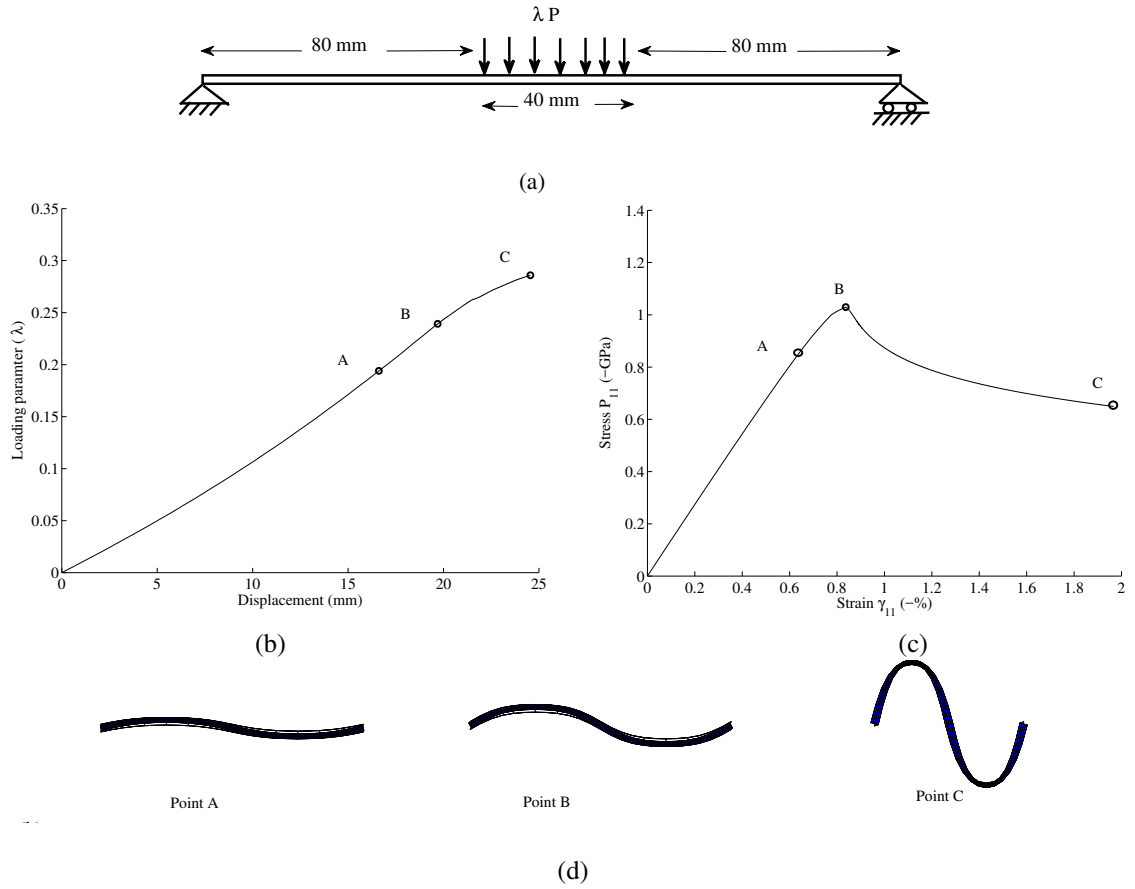 λ P
80 mm
80 mm
40 mm
(a)
0.35
0.3
0.25
0.2
0.15
0.1
0.05
0
Loading paramter ( λ)
A
B
C
0
5
10
15
20
25
Displacement (mm)
(b)
1.4
1.2
1
0.8
0.6
0.4
0.2
0
Stress P11 (−GPa)
A
B
C
0
0.2
0.4
0.6
0.8
1
1.2
1.4
1.6
1.8
2
Strain γ11 (−%)
(c)
Point A
Point B
Point C
(d)